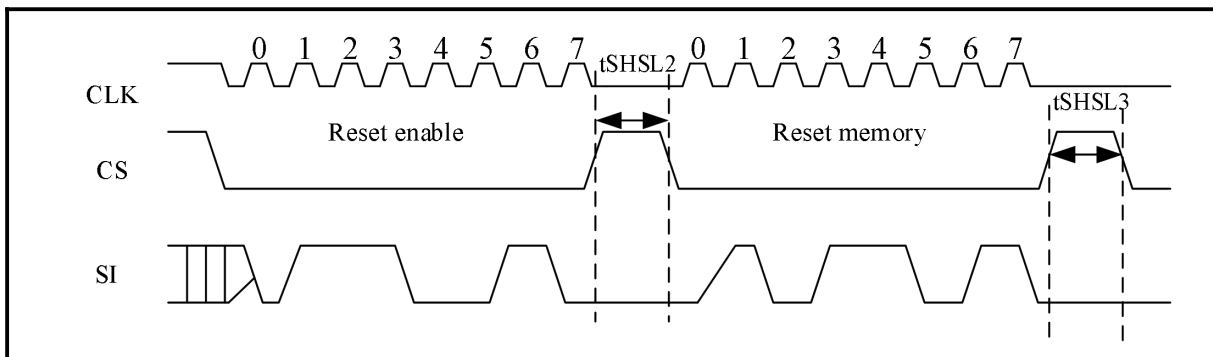 0 1 2 3 4 5 6 7 tSHSL2 0 1 2 3 4 5 6 7
CLK
tSHSL3
Reset enable
Reset memory
CS
SI